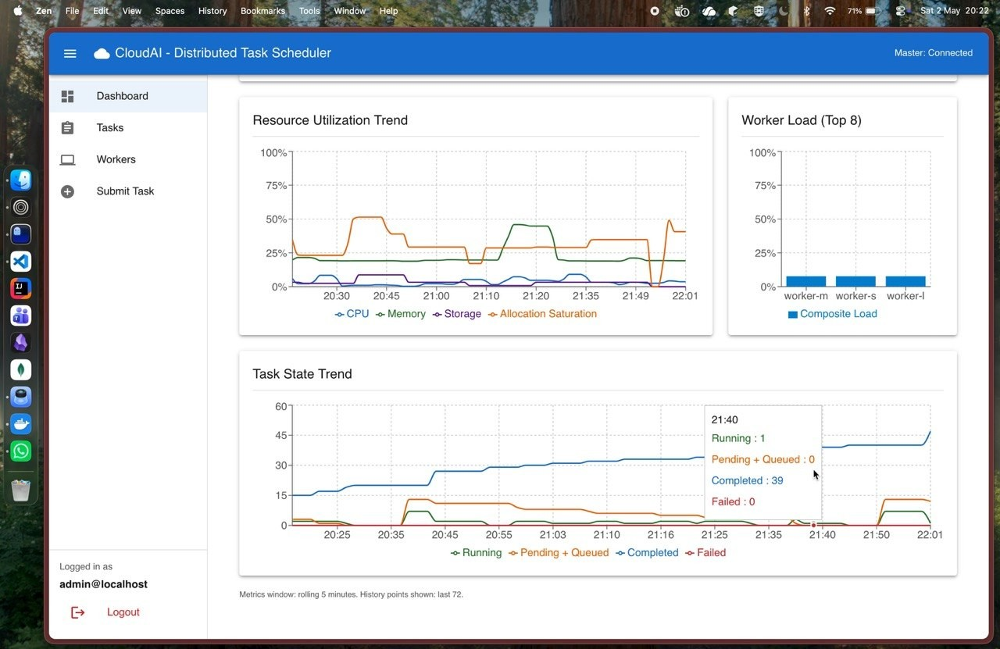 Zen File Edit View Spaces History Bookmarks Tools Window Help 71% Sat 2 May 20:22
CloudAI - Distributed Task Scheduler
Master: Connected
Dashboard
Tasks
Workers
Submit Task
Logged in as
admin@localhost
Logout
Resource Utilization Trend
100%
75%
50%
25%
0%
20:30 20:45 21:00 21:10 21:20 21:35 21:49 22:01
CPU Memory Storage Allocation Saturation
Worker Load (Top 8)
100%
75%
50%
25%
0%
worker-m worker-s worker-l
Composite Load
Task State Trend
60
45
30
15
0
21:40
Running : 1
Pending + Queued : 0
Completed : 39
Failed : 0
20:25 20:35 20:45 20:55 21:03 21:10 21:16 21:25 21:35 21:40 21:50 22:01
Running Pending + Queued Completed Failed
Metrics window: rolling 5 minutes. History points shown: last 72.